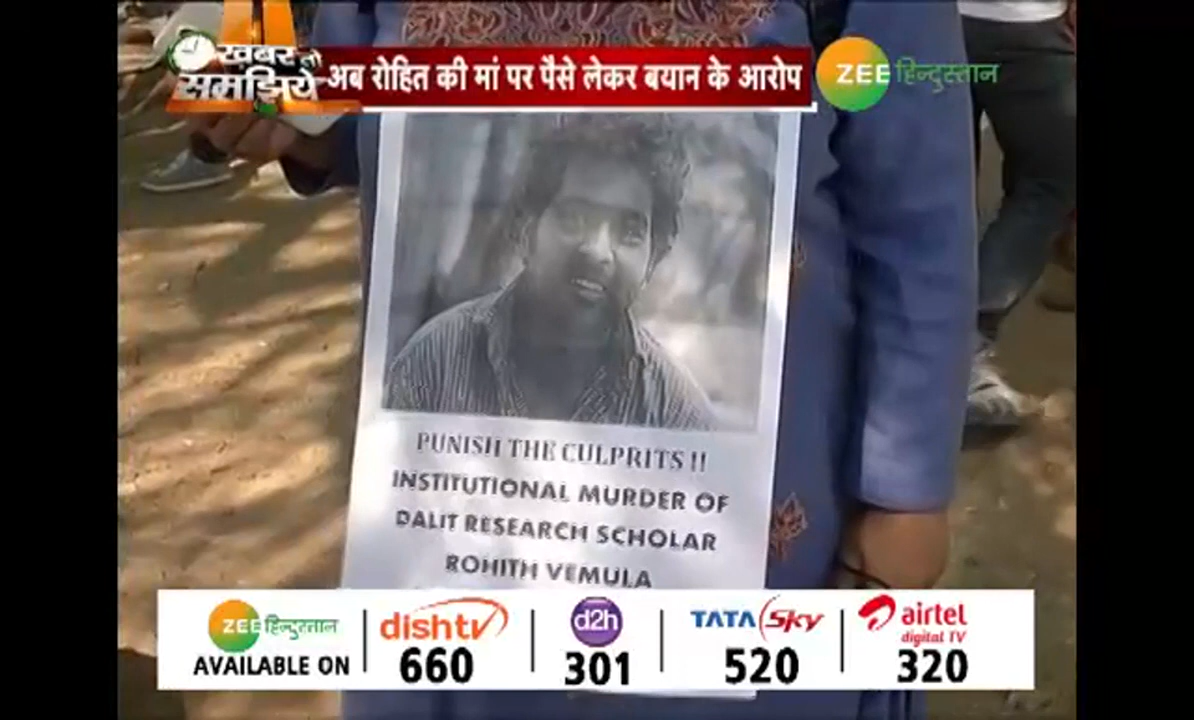 ख़बर तो
समझिये
अब रोहित की मां पर पैसे लेकर बयान के आरोप
ZEE हिन्दुस्तान
PUNISH THE CULPRITS !!
INSTITUTIONAL MURDER OF
DALIT RESEARCH SCHOLAR
ROHITH VEMULA
ZEE हिन्दुस्तान
AVAILABLE ON
dishtv
660
d2h
301
TATA Sky
520
airtel
digital TV
320